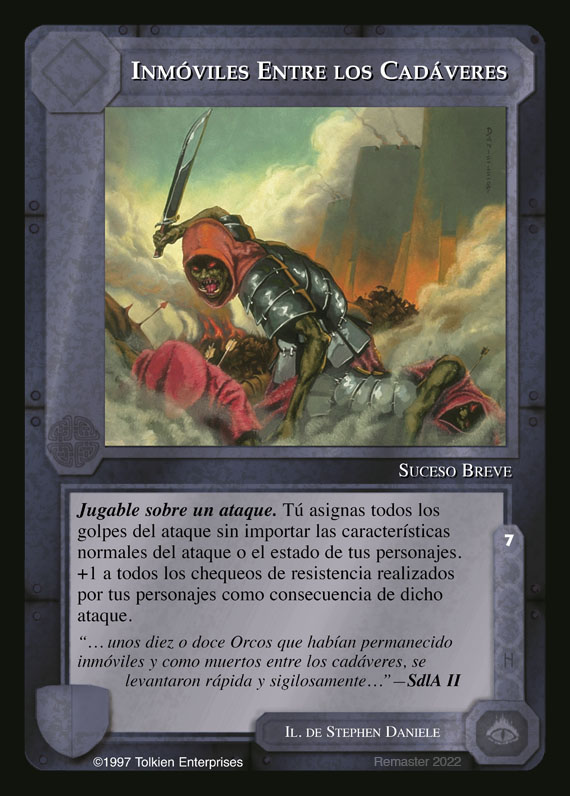 Inmóviles Entre los Cadáveres
Suceso Breve
Jugable sobre un ataque. Tú asignas todos los
golpes del ataque sin importar las características
normales del ataque o el estado de tus personajes.
+1 a todos los chequeos de resistencia realizados
por tus personajes como consecuencia de dicho
ataque.
7
“…unos diez o doce Orcos que habían permanecido
inmóviles y como muertos entre los cadáveres, se
levantaron rápida y sigilosamente…”—SdlA II
H
Il. de Stephen Daniele
©1997 Tolkien Enterprises
Remaster 2022